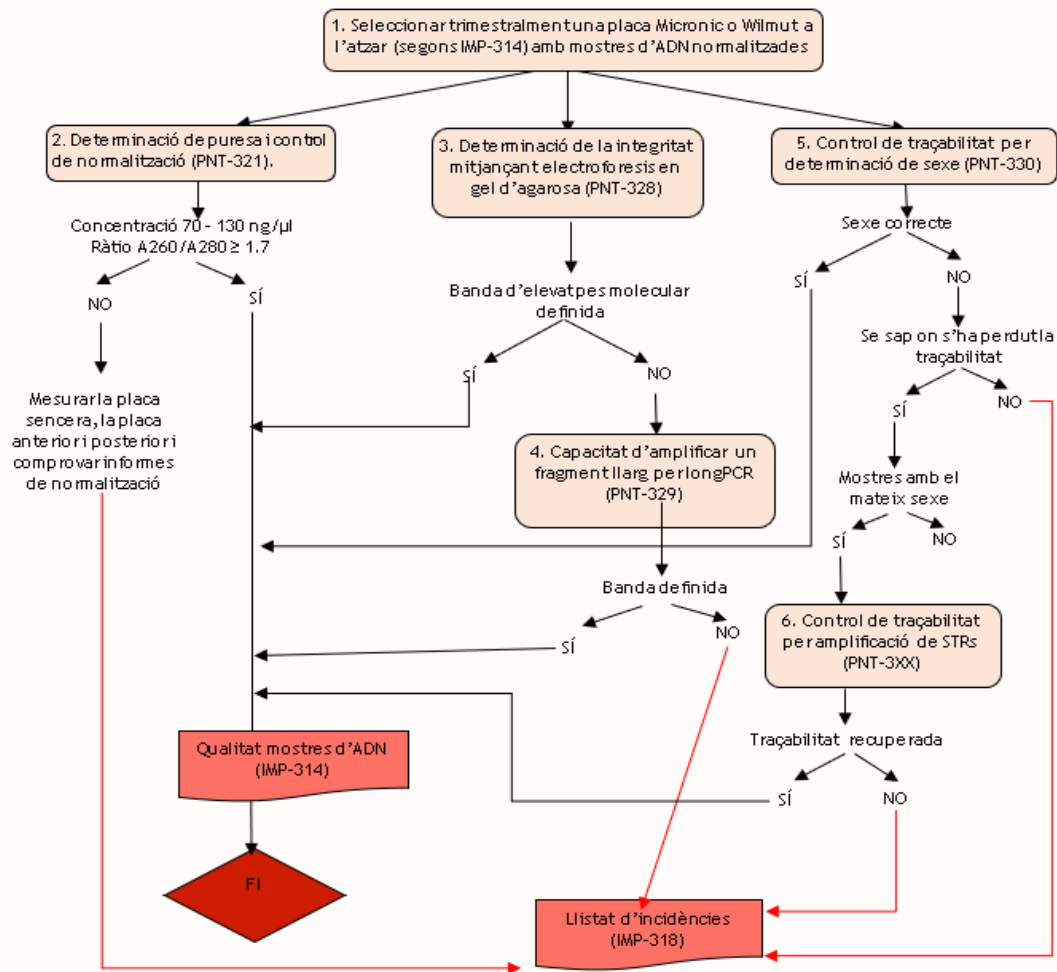 1. Seleccionar trimestralment una placa Micronic o Wilmut a
l'atzar (segons IMP-314) amb mostres d'ADN normalitzades
2. Determinació de puresa i control
de normalització (PNT-321).
3. Determinació de la integritat
mitjançant electroforesis en
gel d'agarosa (PNT-328)
5. Control de traçabilitat per
determinació de sexe (PNT-330)
Concentració 70 - 130 ng/µl
Ràtio A260/A280 ≥ 1.7
Sexe correcte
NO
SÍ
Banda d'elevat pes molecular
definida
SÍ
NO
Se sap on s'ha perdut la
traçabilitat
SÍ
NO
SÍ
NO
Mesurar la placa
sencera, la placa
anterior i posterior i
comprovar informes
de normalització
4. Capacitat d'amplificar un
fragment llarg per longPCR
(PNT-329)
Mostres amb el
mateix sexe
SÍ
NO
Banda definida
SÍ
NO
6. Control de traçabilitat
per amplificació de STRs
(PNT-3XX)
Traçabilitat recuperada
SÍ
NO
Qualitat mostres d'ADN
(IMP-314)
FI
Llistat d'incidències
(IMP-318)